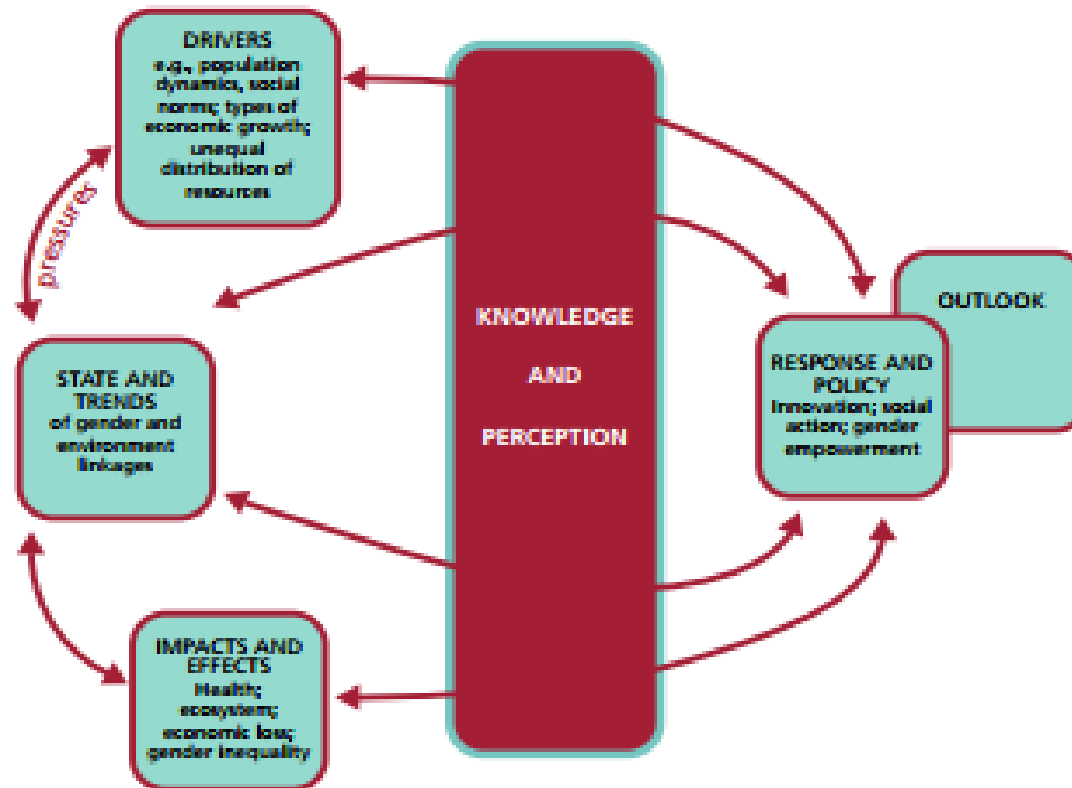 DRIVERS
e.g., population
dynamics, social
norms; types of
economic growth;
unequal
distribution of
resources
pressures
STATE AND
TRENDS
of gender and
environment
linkages
IMPACTS AND
EFFECTS
Health;
ecosystem;
economic loss;
gender inequality
KNOWLEDGE
AND
PERCEPTION
RESPONSE AND
POLICY
Innovation; social
action; gender
empowerment
OUTLOOK